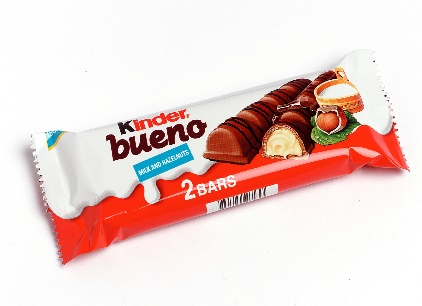 Kinder
bueno
MILK AND HAZELNUTS
2 BARS